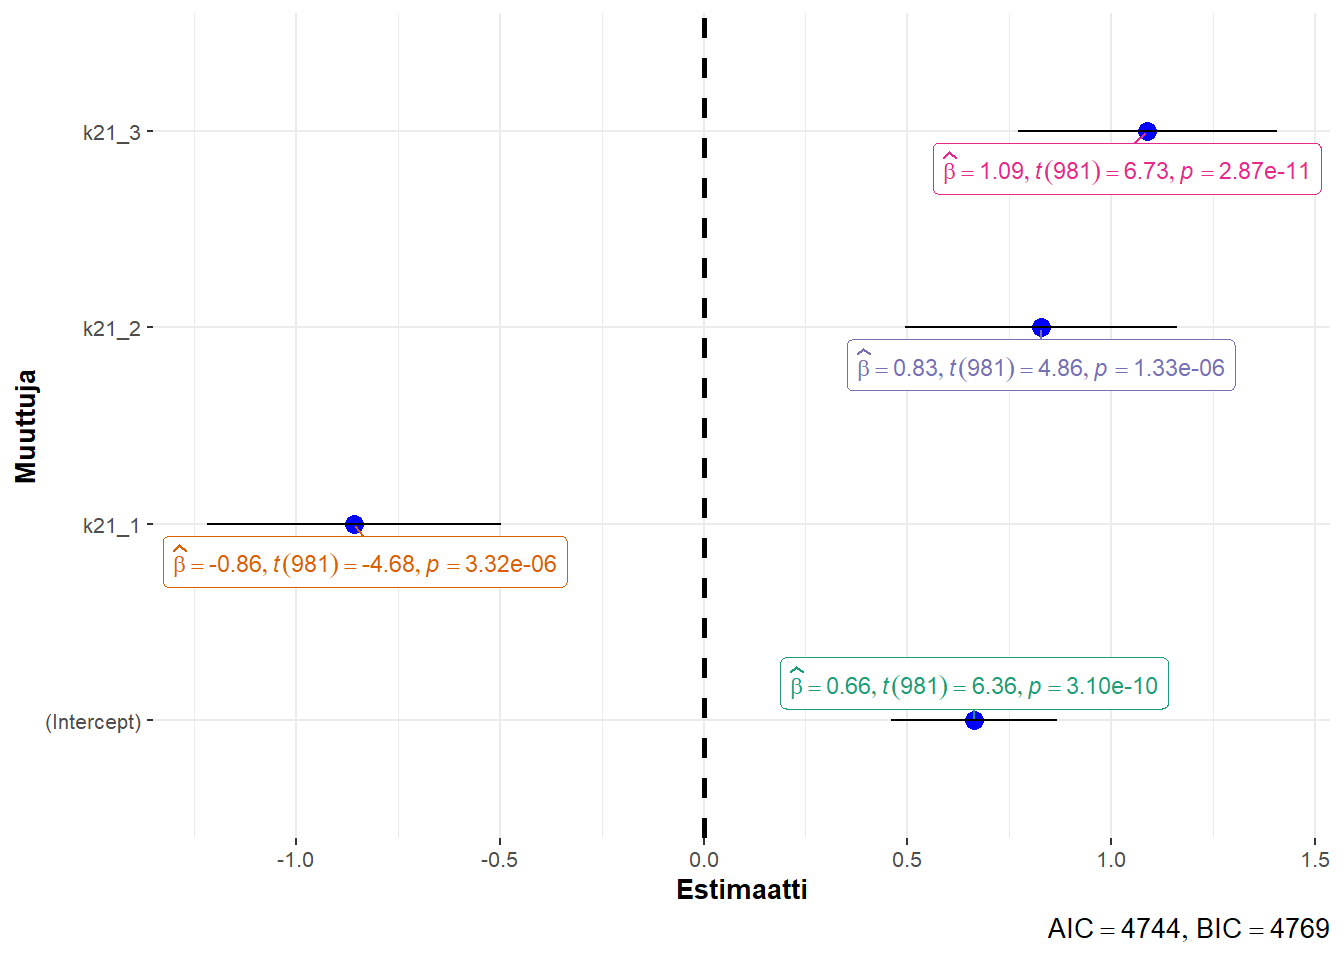 k21_3
β̂ = 1.09, t(981) = 6.73, p = 2.87e-11
k21_2
β̂ = 0.83, t(981) = 4.86, p = 1.33e-06
Muuttuja
k21_1
β̂ = -0.86, t(981) = -4.68, p = 3.32e-06
β̂ = 0.66, t(981) = 6.36, p = 3.10e-10
(Intercept)
-1.0 -0.5 0.0 0.5 1.0 1.5
Estimaatti
AIC = 4744, BIC = 4769